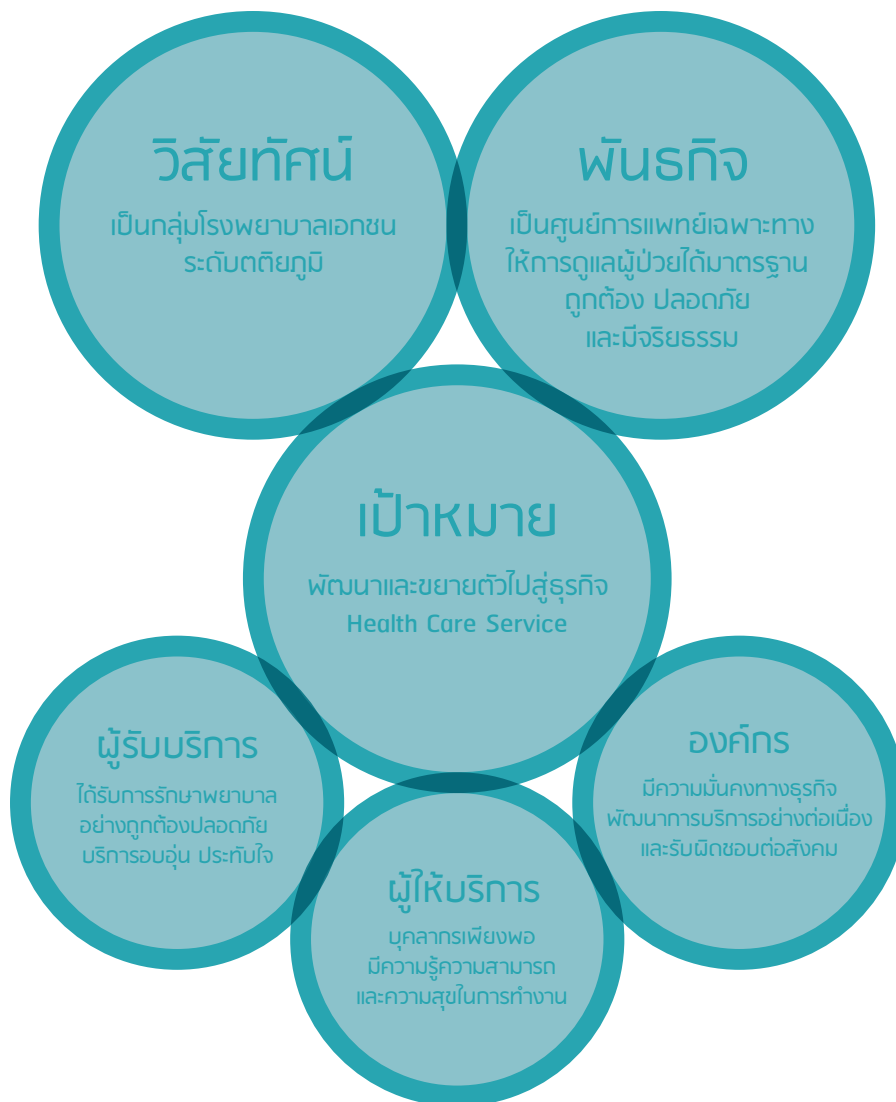 วิสัยทัศน์
เป็นกลุ่มโรงพยาบาลเอกชน
ระดับตติยภูมิ
พันธกิจ
เป็นศูนย์การแพทย์เฉพาะทาง
ให้การดูแลผู้ป่วยได้มาตรฐาน
ถูกต้อง ปลอดภัย
และมีจริยธรรม
เป้าหมาย
พัฒนาและขยายตัวไปสู่ธุรกิจ
Health Care Service
ผู้รับบริการ
ได้รับการรักษาพยาบาล
อย่างถูกต้องปลอดภัย
บริการอบอุ่น ประทับใจ
ผู้ให้บริการ
บุคลากรเพียงพอ
มีความรู้ความสามารถ
และความสุขในการทำงาน
องค์กร
มีความมั่นคงทางธุรกิจ
พัฒนาการบริการอย่างต่อเนื่อง
และรับผิดชอบต่อสังคม